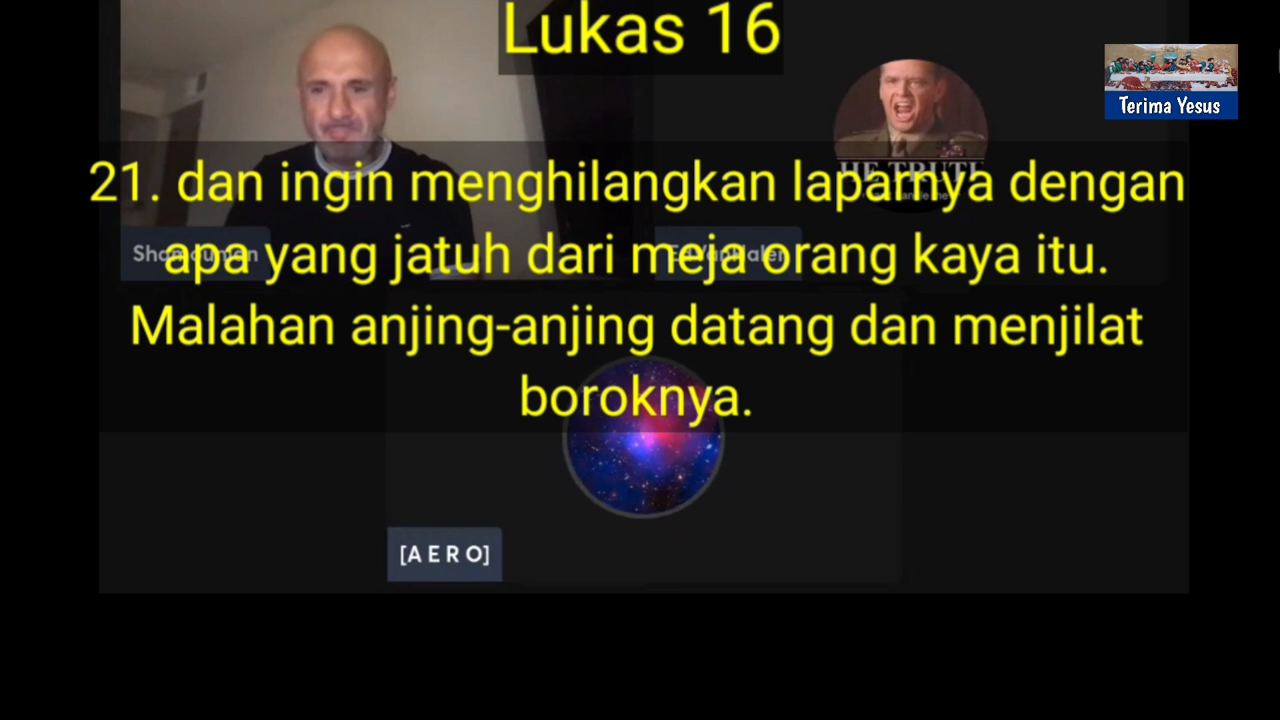 Lukas 16
Terima Yesus
21. dan ingin menghilangkan laparnya dengan
apa yang jatuh dari meja orang kaya itu.
Malahan anjing-anjing datang dan menjilat
boroknya.
[A E R O]